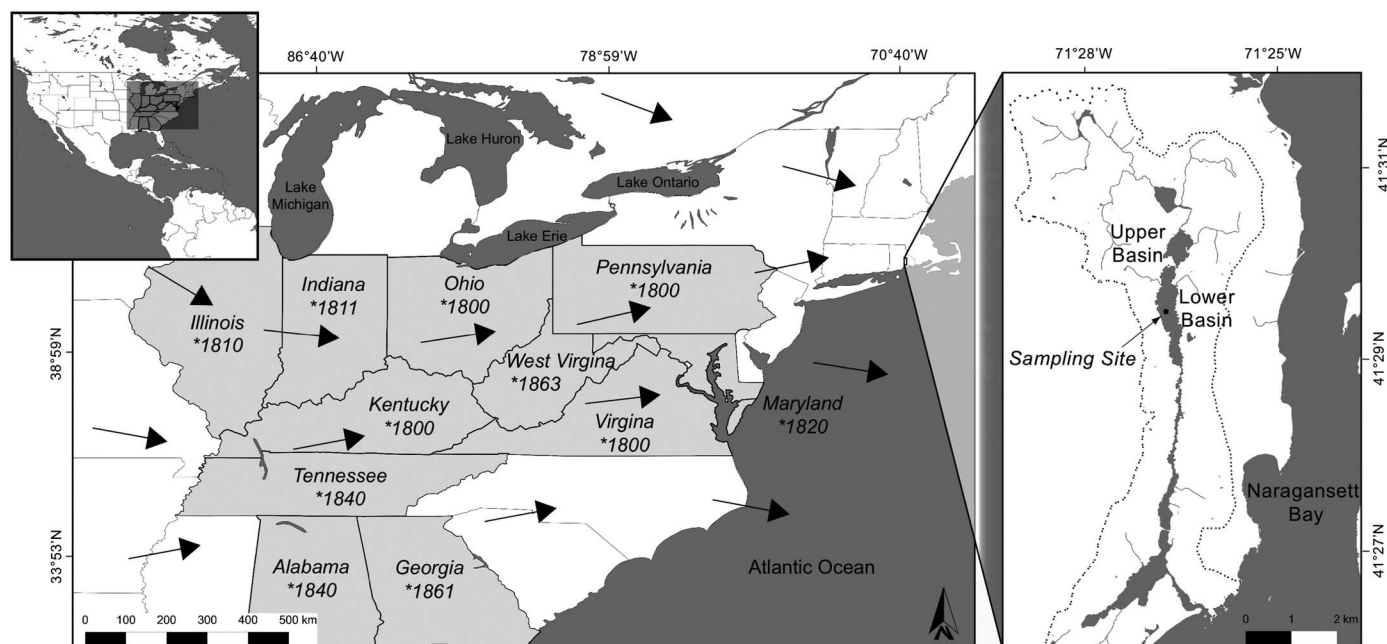 86°40'W
78°59'W
70°40'W
71°28'W
71°25'W
41°31'N
41°29'N
41°27'N
38°59'N
33°53'N
Lake Huron
Lake
Michigan
Lake Ontario
Lake Erie
Indiana
*1811
Ohio
*1800
Pennsylvania
*1800
Illinois
*1810
West Virgina
*1863
Kentucky
*1800
Virgina
*1800
Maryland
*1820
Tennessee
*1840
Alabama
*1840
Georgia
*1861
Atlantic Ocean
0 100 200 300 400 500 km
N
Upper
Basin
Lower
Basin
Sampling Site
Naragansett
Bay
0 1 2 km